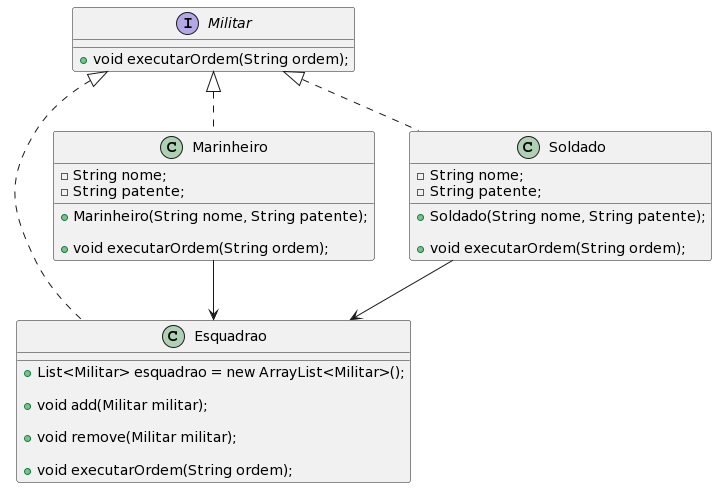 I Militar
void executarOrdem(String ordem);
C Marinheiro
String nome;
String patente;
Marinheiro(String nome, String patente);
void executarOrdem(String ordem);
C Soldado
String nome;
String patente;
Soldado(String nome, String patente);
void executarOrdem(String ordem);
C Esquadrao
List<Militar> esquadrao = new ArrayList<Militar>();
void add(Militar militar);
void remove(Militar militar);
void executarOrdem(String ordem);